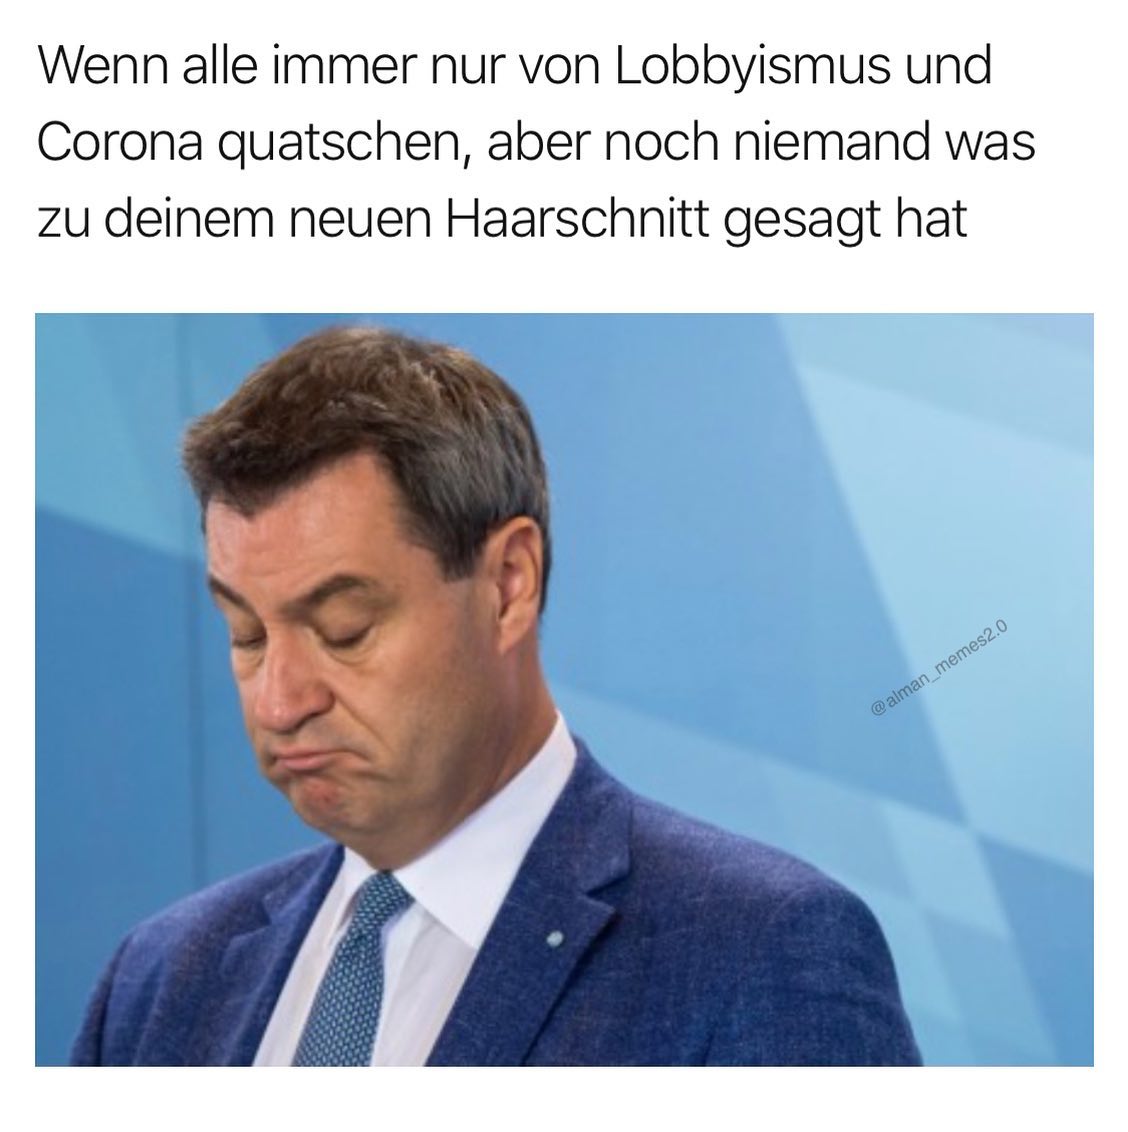 Wenn alle immer nur von Lobbyismus und
Corona quatschen, aber noch niemand was
zu deinem neuen Haarschnitt gesagt hat
@alman_memes2.0